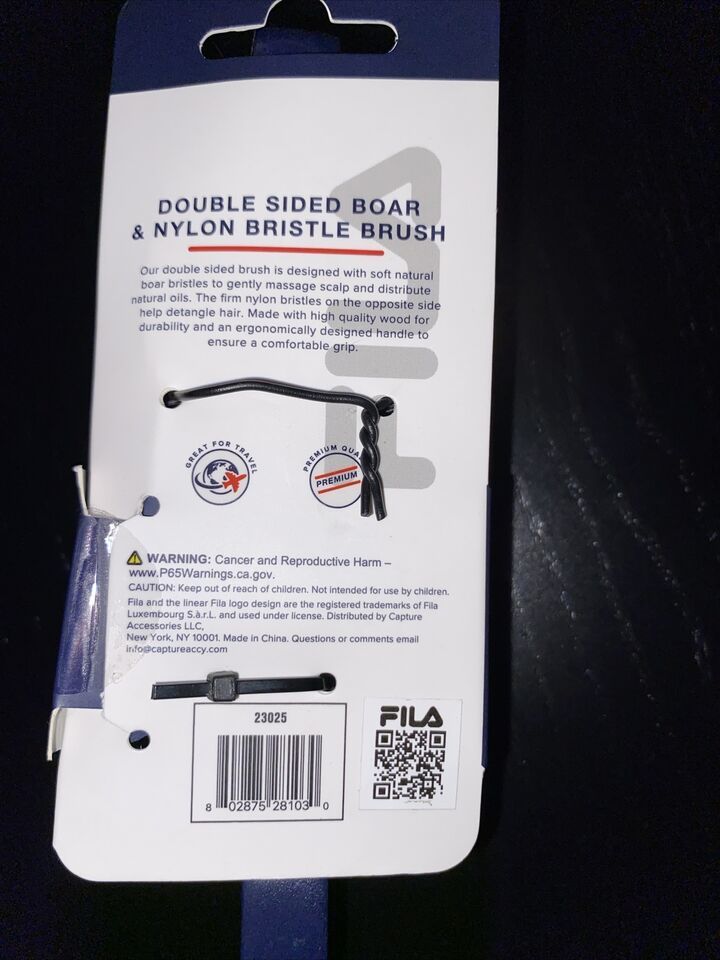 DOUBLE SIDED BOAR
& NYLON BRISTLE BRUSH
Our double sided brush is designed with soft natural
boar bristles to gently massage scalp and distribute
natural oils. The firm nylon bristles on the opposite side
help detangle hair. Made with high quality wood for
durability and an ergonomically designed handle to
ensure a comfortable grip.
FILA
GREAT FOR TRAVEL
PREMIUM
PREMIUM
WARNING: Cancer and Reproductive Harm –
www.P65Warnings.ca.gov.
CAUTION: Keep out of reach of children. Not intended for use by children.
Fila and the linear Fila logo design are the registered trademarks of Fila
Luxembourg S.à.r.L. and used under license. Distributed by Capture
Accessories LLC,
New York, NY 10001. Made in China. Questions or comments email
info@captureaccy.com
23025
8 02875 28103 0
FILA